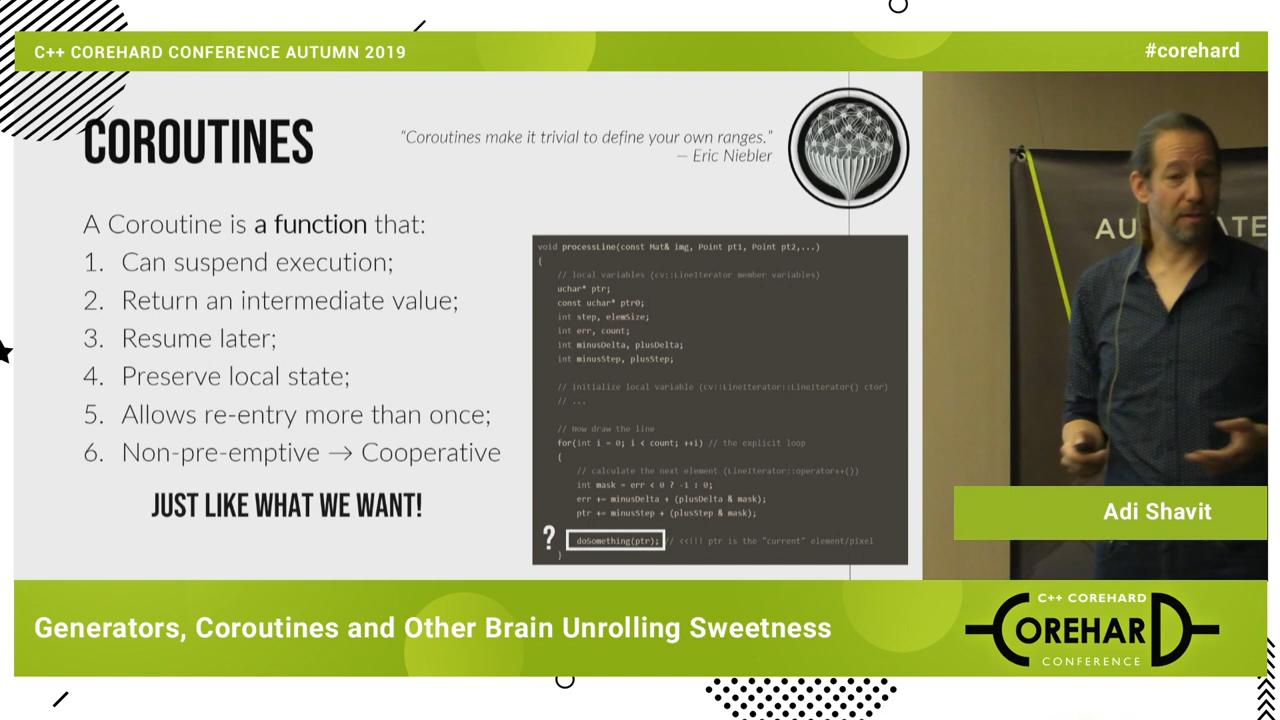 C++ COREHARD CONFERENCE AUTUMN 2019
#corehard
COROUTINES
“Coroutines make it trivial to define your own ranges.”
— Eric Niebler
A Coroutine is a function that:
1. Can suspend execution;
2. Return an intermediate value;
3. Resume later;
4. Preserve local state;
5. Allows re-entry more than once;
6. Non-pre-emptive → Cooperative
JUST LIKE WHAT WE WANT!
void processLine(const Mat& img, Point pt1, Point pt2,...)
{
// local variables (cv::LineIterator member variables)
uchar* ptr;
const uchar* ptr0;
int step, elemSize;
int err, count;
int minusDelta, plusDelta;
int minusStep, plusStep;
// initialize local variable (cv::LineIterator::LineIterator() ctor)
// ...
// Now draw the line
for(int i = 0; i < count; ++i) // the explicit loop
{
// calculate the next element (LineIterator::operator++())
int mask = err < 0 ? -1 : 0;
err += minusDelta + (plusDelta & mask);
ptr += minusStep + (plusStep & mask);
? doSomething(ptr); // <<!!! ptr is the "current" element/pixel
}
AU
ATE
Adi Shavit
Generators, Coroutines and Other Brain Unrolling Sweetness
C++ COREHARD
COREHARD
CONFERENCE